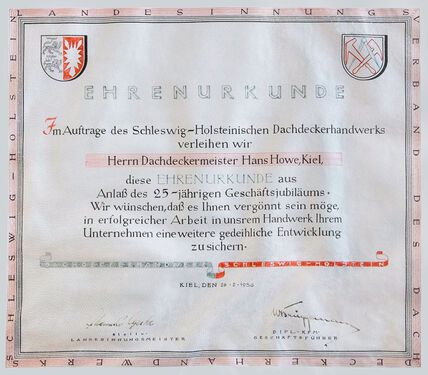 LANDESINNUNGSVERBAND DES DACHDECKERHANDWERKS SCHLESWIG-HOLSTEIN
EHRENURKUNDE
Im Auftrage des Schleswig-Holsteinischen Dachdeckerhandwerks
verleihen wir
Herrn Dachdeckermeister Hans Howe, Kiel,
diese EHRENURKUNDE aus
Anlaß des 25-jährigen Geschäftsjubiläums.
Wir wünschen, daß es Ihnen vergönnt sein möge,
in erfolgreicher Arbeit in unsrem Handwerk Ihrem
Unternehmen eine weitere gedeihliche Entwicklung
zu sichern.
DACHDECKERHANDWERK SCHLESWIG-HOLSTEIN
KIEL, DEN
LANDESINNUNGSMEISTER
DIPL.-KFM.
GESCHÄFTSFÜHRER